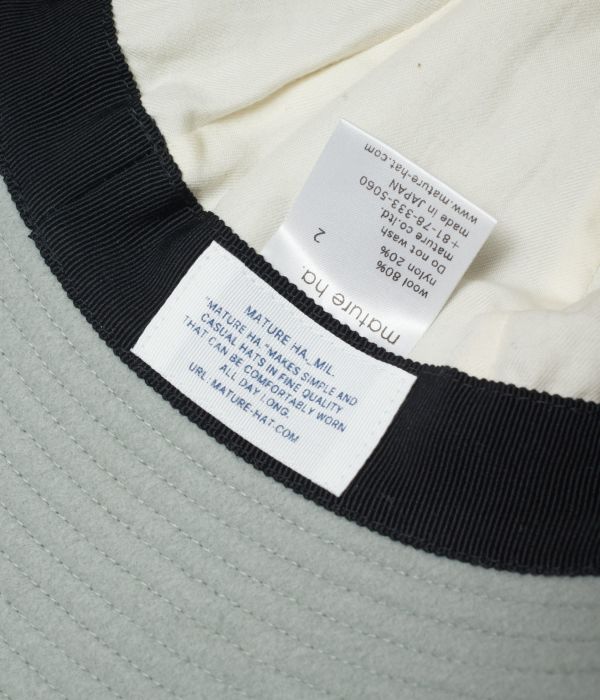 mature ha.
wool 80%
nylon 20%
Do not wash
mature co.ltd.
+81-78-333-5060
made in JAPAN
www.mature-hat.com
2
MATURE HA._MIL.
"MATURE HA."MAKES SIMPLE AND
CASUAL HATS IN FINE QUALITY
THAT CAN BE COMFORTABLY WORN
ALL DAY LONG.
URL: MATURE-HAT.COM